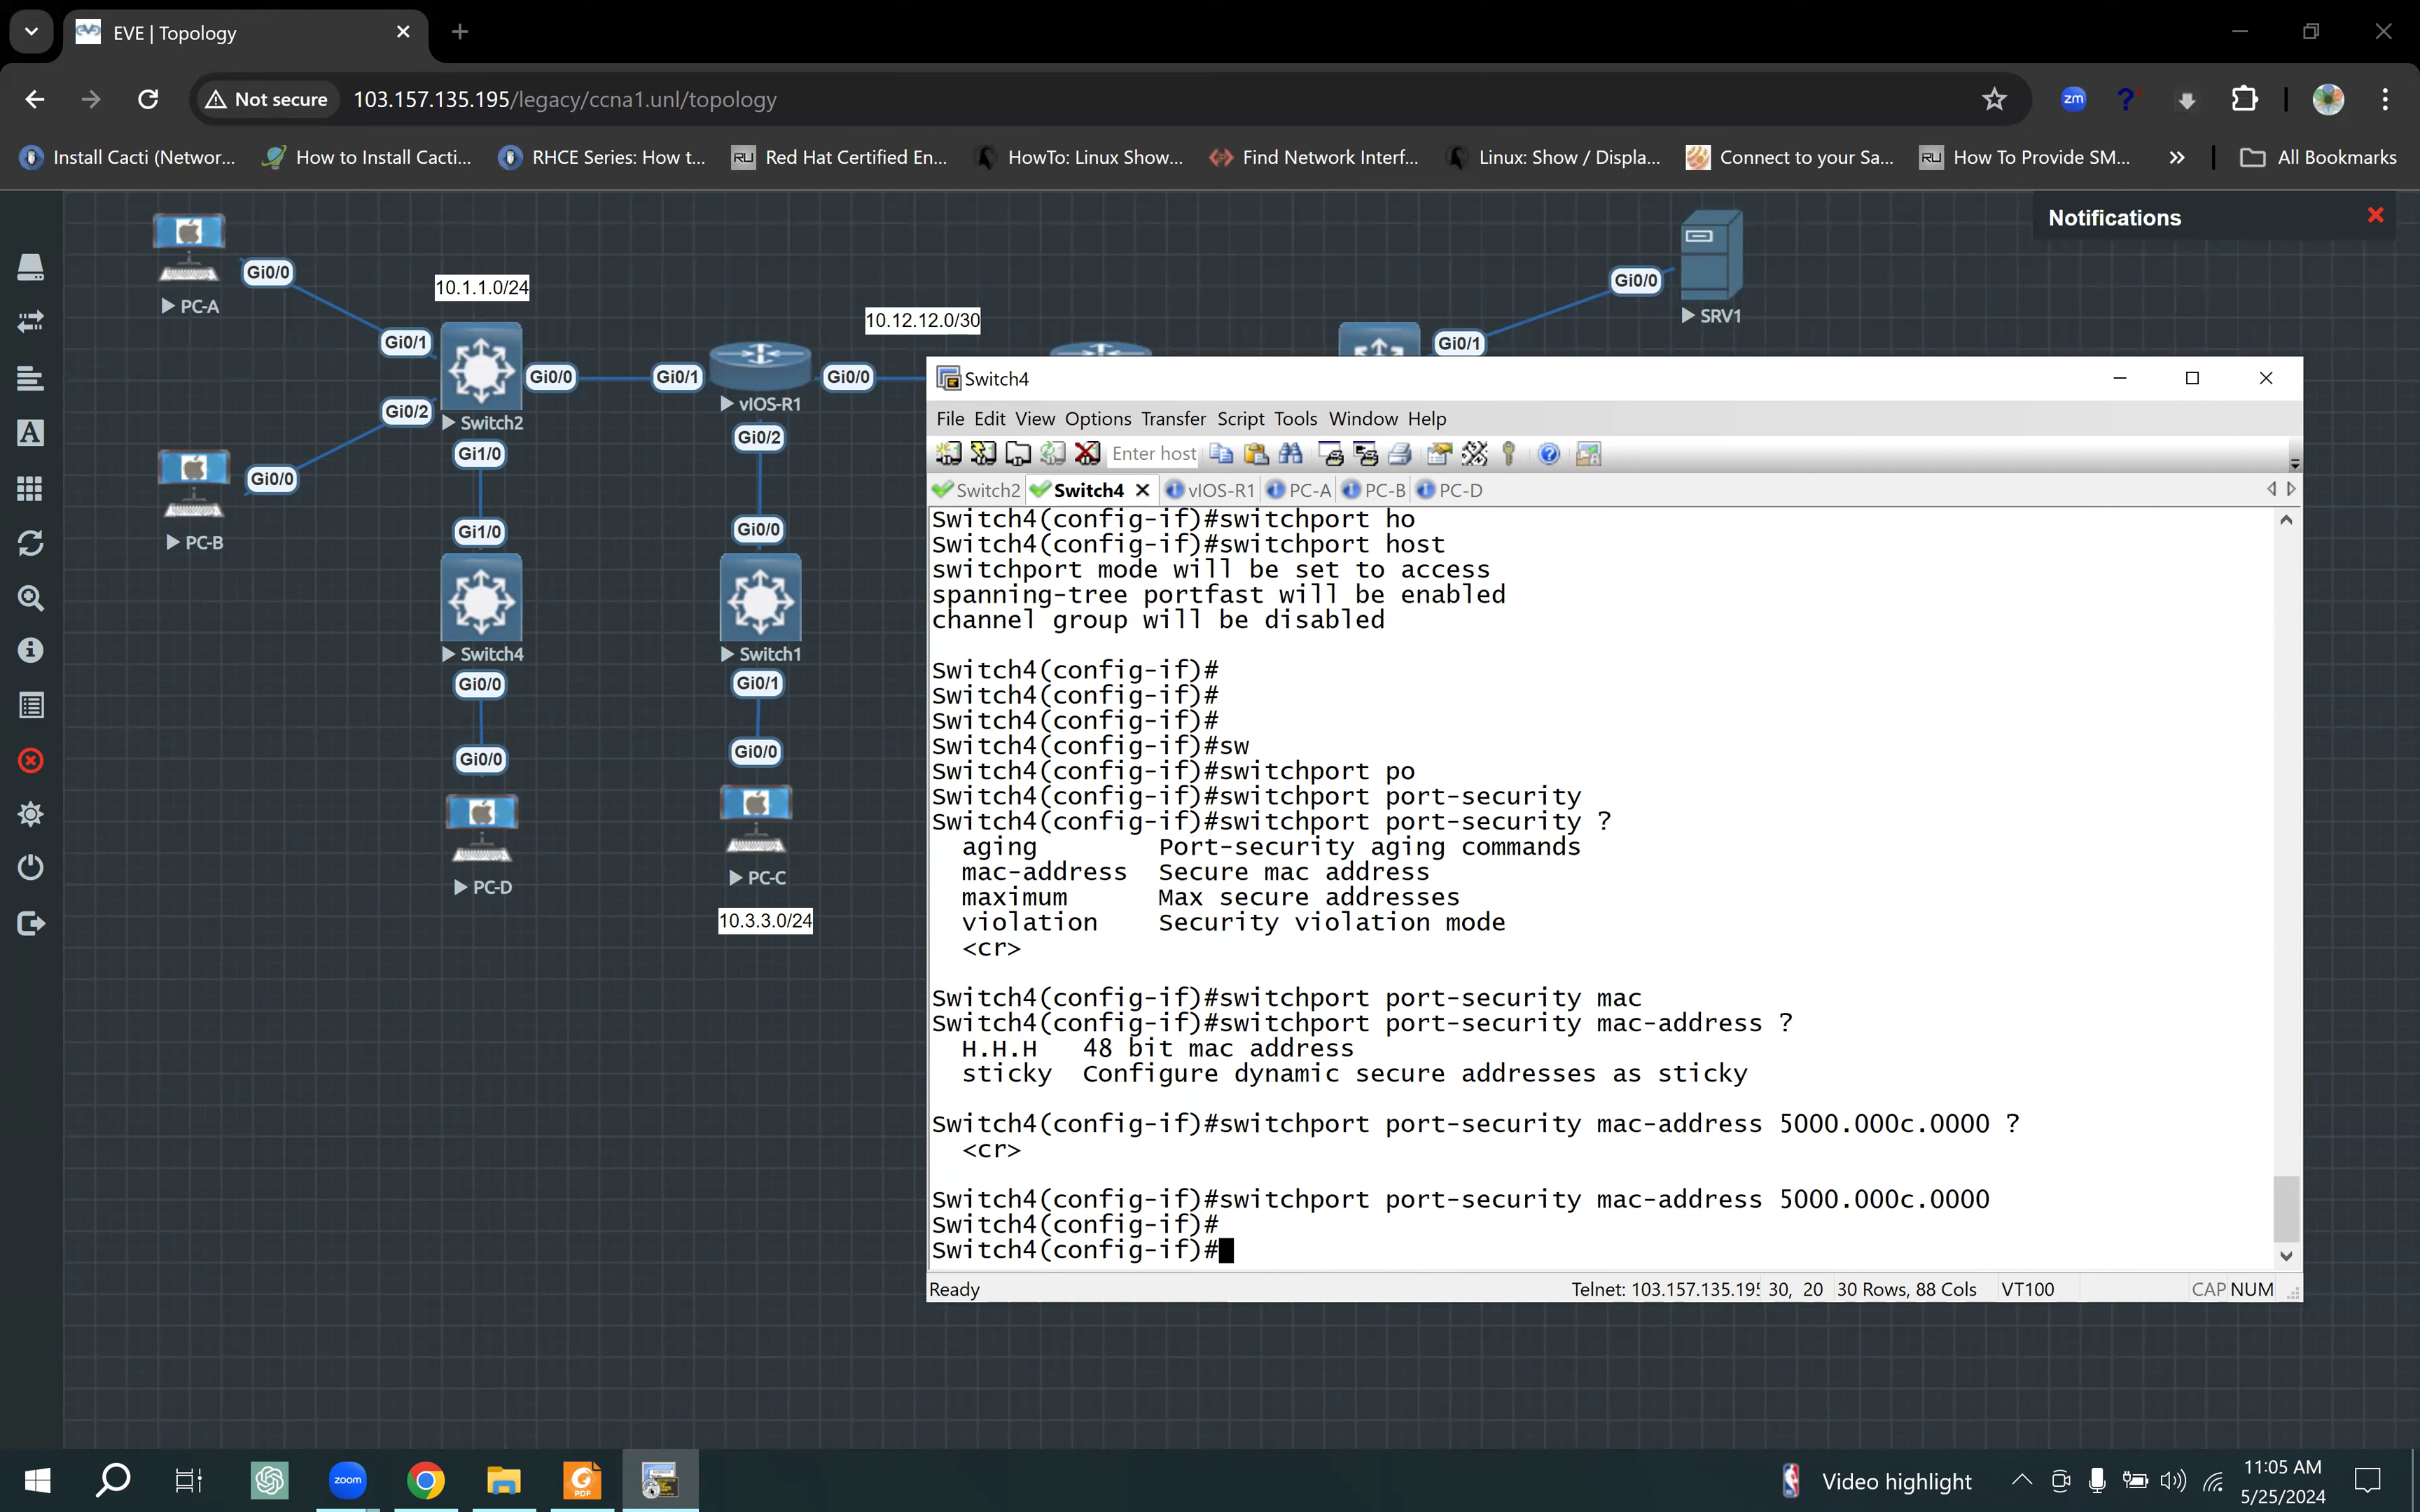 EVE | Topology
Not secure 103.157.135.195/legacy/ccna1.unl/topology
zm
Install Cacti (Networ...
How to Install Cacti...
RHCE Series: How t...
RU Red Hat Certified En...
HowTo: Linux Show...
Find Network Interf...
Linux: Show / Displa...
Connect to your Sa...
RU How To Provide SM...
All Bookmarks
Notifications
PC-A
Gi0/0
10.1.1.0/24
Gi0/1
Gi0/2
Gi0/0
Switch2
Gi1/0
PC-B
Gi0/0
Gi0/1
vIOS-R1
Gi0/0
10.12.12.0/30
Gi0/2
Gi0/1
Gi0/0
SRV1
Gi1/0
Switch4
Gi0/0
Gi0/0
PC-D
Gi0/0
Switch1
Gi0/1
Gi0/0
PC-C
10.3.3.0/24
Switch4
File Edit View Options Transfer Script Tools Window Help
Enter host
Switch2 Switch4 vIOS-R1 PC-A PC-B PC-D
Switch4(config-if)#switchport ho
Switch4(config-if)#switchport host
switchport mode will be set to access
spanning-tree portfast will be enabled
channel group will be disabled
Switch4(config-if)#
Switch4(config-if)#
Switch4(config-if)#
Switch4(config-if)#sw
Switch4(config-if)#switchport po
Switch4(config-if)#switchport port-security
Switch4(config-if)#switchport port-security ?
aging Port-security aging commands
mac-address Secure mac address
maximum Max secure addresses
violation Security violation mode
<cr>
Switch4(config-if)#switchport port-security mac
Switch4(config-if)#switchport port-security mac-address ?
H.H.H 48 bit mac address
sticky Configure dynamic secure addresses as sticky
Switch4(config-if)#switchport port-security mac-address 5000.000c.0000 ?
<cr>
Switch4(config-if)#switchport port-security mac-address 5000.000c.0000
Switch4(config-if)#
Switch4(config-if)#
Ready Telnet: 103.157.135.195 30, 20 30 Rows, 88 Cols VT100 CAP NUM
zoom
PDF
Video highlight
11:05 AM
5/25/2024